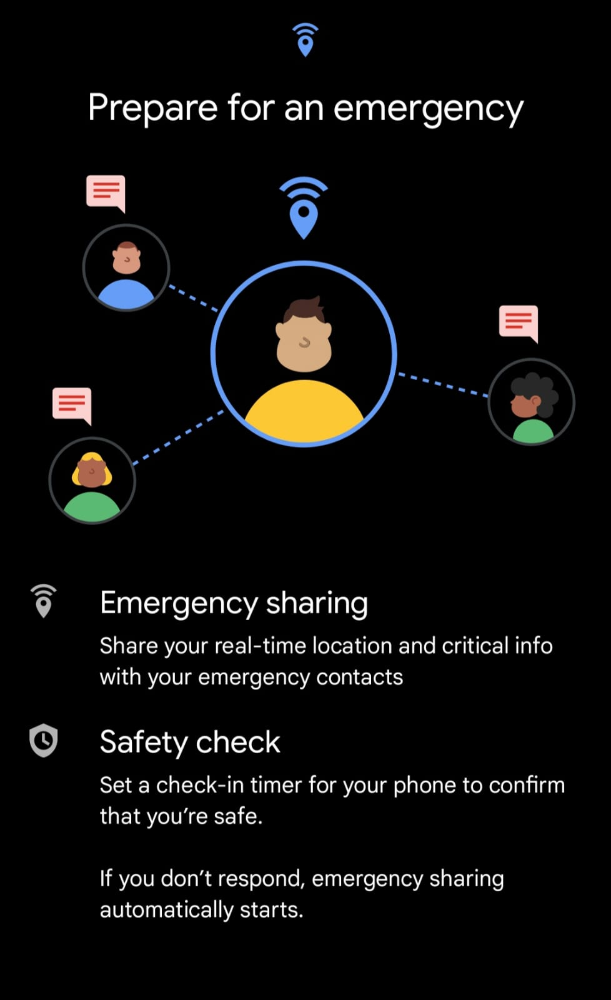 Prepare for an emergency
Emergency sharing
Share your real-time location and critical info
with your emergency contacts
Safety check
Set a check-in timer for your phone to confirm
that you’re safe.
If you don’t respond, emergency sharing
automatically starts.